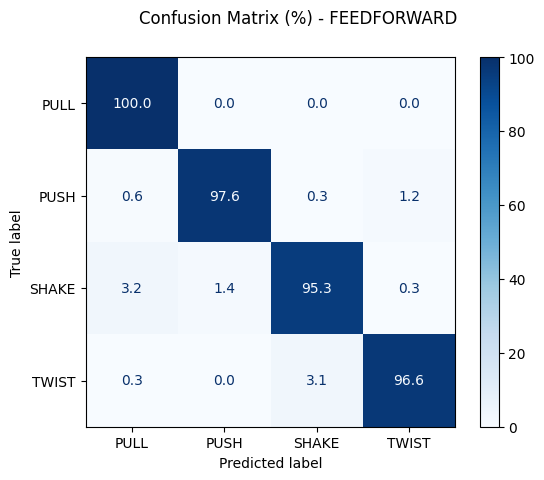 Confusion Matrix (%) - FEEDFORWARD
100
PULL 100.0 0.0 0.0 0.0
80
PUSH 0.6 97.6 0.3 1.2
60
True label
40
SHAKE 3.2 1.4 95.3 0.3
20
TWIST 0.3 0.0 3.1 96.6
0
PULL PUSH SHAKE TWIST
Predicted label